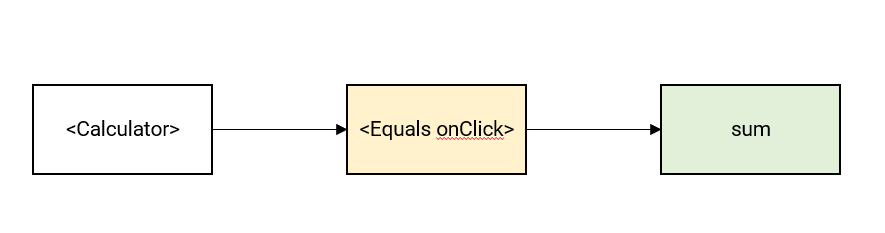 <Calculator>
<Equals onClick>
sum